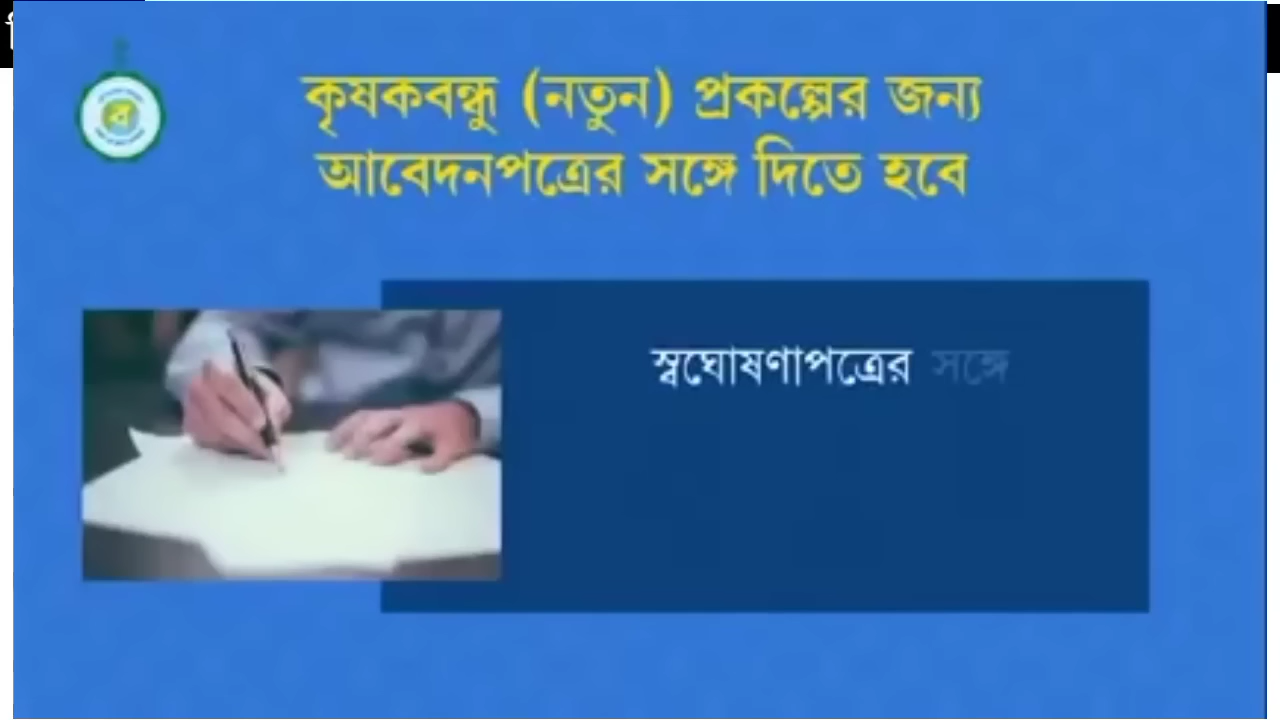 কৃষকবন্ধু (নতুন) প্রকল্পের জন্য
আবেদনপত্রের সঙ্গে দিতে হবে
স্বঘোষণাপত্রের সঙ্গে